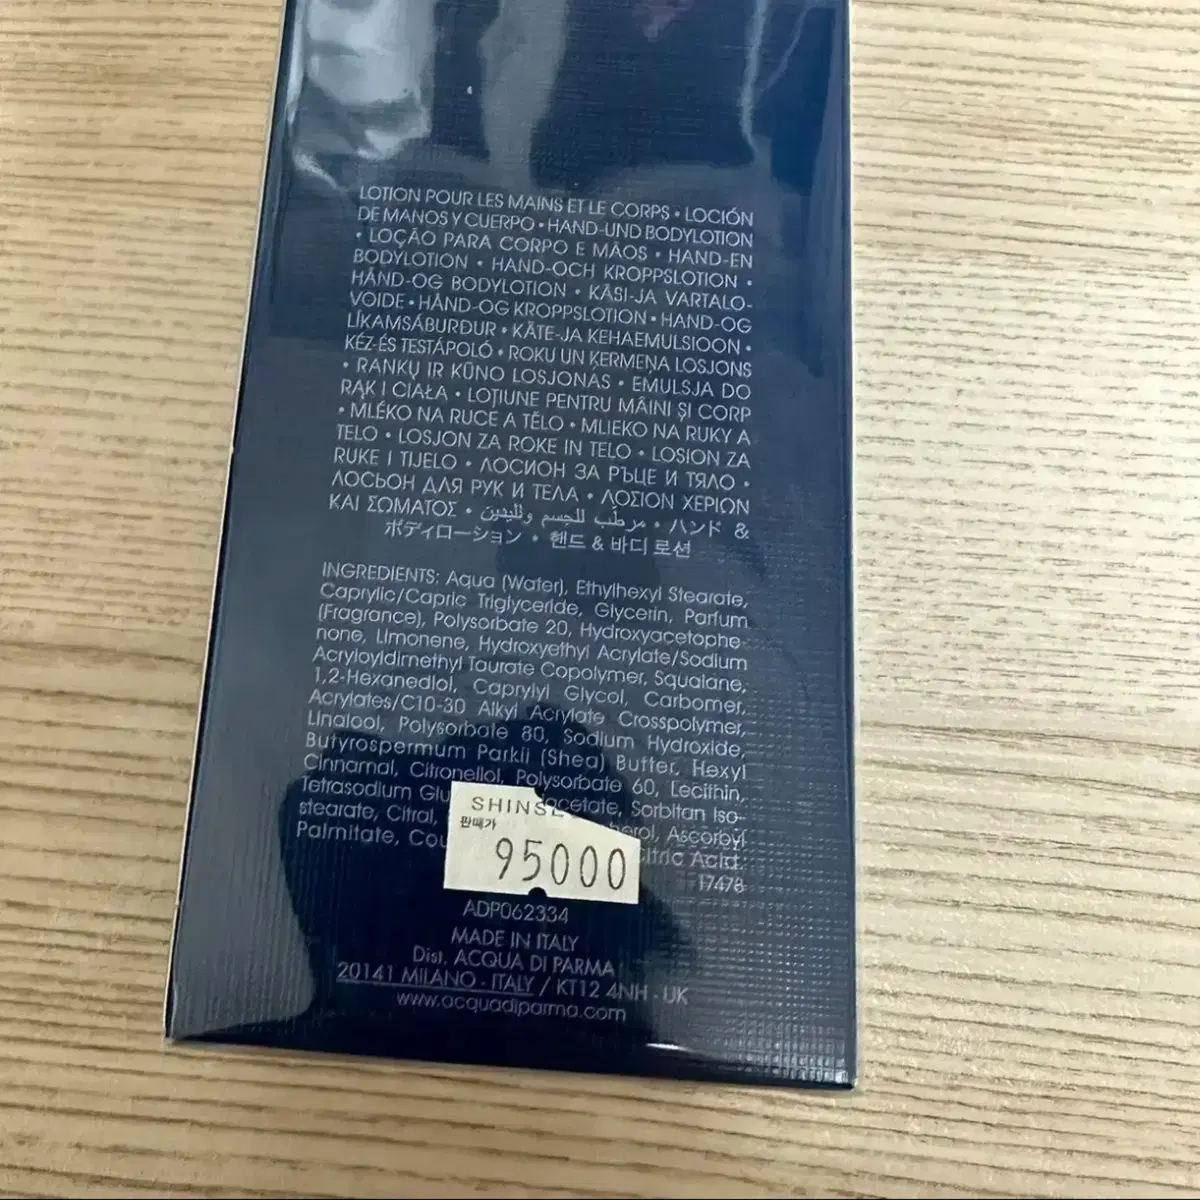 LOTION POUR LES MAINS ET LE CORPS • LOCIÓN
DE MANOS Y CUERPO • HAND-UND BODYLOTION
• LOÇÃO PARA CORPO E MÃOS • HAND-EN
BODYLOTION • HAND-OCH KROPPSLOTION •
HÅND-OG BODYLOTION • KÄSI-JA VARTALO-
VOIDE • HÅND-OG KROPPSLOTION • HAND-OG
LÍKAMSÁBURÐUR • KÄTE-JA KEHAEMULSIOON •
KÉZ-ÉS TESTÁPOLÓ • ROKU UN ĶERMEŅA LOSJONS
• RANKŲ IR KŪNO LOSJONAS • EMULSJA DO
RĄK I CIAŁA • LOȚIUNE PENTRU MÂINI ȘI CORP
• MLÉKO NA RUCE A TĚLO • MLIEKO NA RUKY A
TELO • LOSJON ZA ROKE IN TELO • LOSION ZA
RUKE I TIJELO • ЛОСИОН ЗА РЪЦЕ И ТЯЛО •
ЛОСЬОН ДЛЯ РУК И ТЕЛА • ΛΟΣΙΟΝ ΧΕΡΙΩΝ
ΚΑΙ ΣΩΜΑΤΟΣ • مرطب للجسم ولليدين • ハンド &
ボディローション • 핸드 & 바디 로션
INGREDIENTS: Aqua (Water), Ethylhexyl Stearate,
Caprylic/Capric Triglyceride, Glycerin, Parfum
(Fragrance), Polysorbate 20, Hydroxyacetophe-
none, Limonene, Hydroxyethyl Acrylate/Sodium
Acryloyldimethyl Taurate Copolymer, Squalane,
1,2-Hexanediol, Caprylyl Glycol, Carbomer,
Acrylates/C10-30 Alkyl Acrylate Crosspolymer,
Linalool, Polysorbate 80, Sodium Hydroxide,
Butyrospermum Parkii (Shea) Butter, Hexyl
Cinnamal, Citronellol, Polysorbate 60, Lecithin,
Tetrasodium Sorbitan Iso-
stearate, Citral, Ascorbyl
Palmitate, Acid.
17478
SHINSE
판매가
95000
ADP062334
MADE IN ITALY
Dist. ACQUA DI PARMA
20141 MILANO - ITALY / KT12 4NH - UK
www.acquadiparma.com